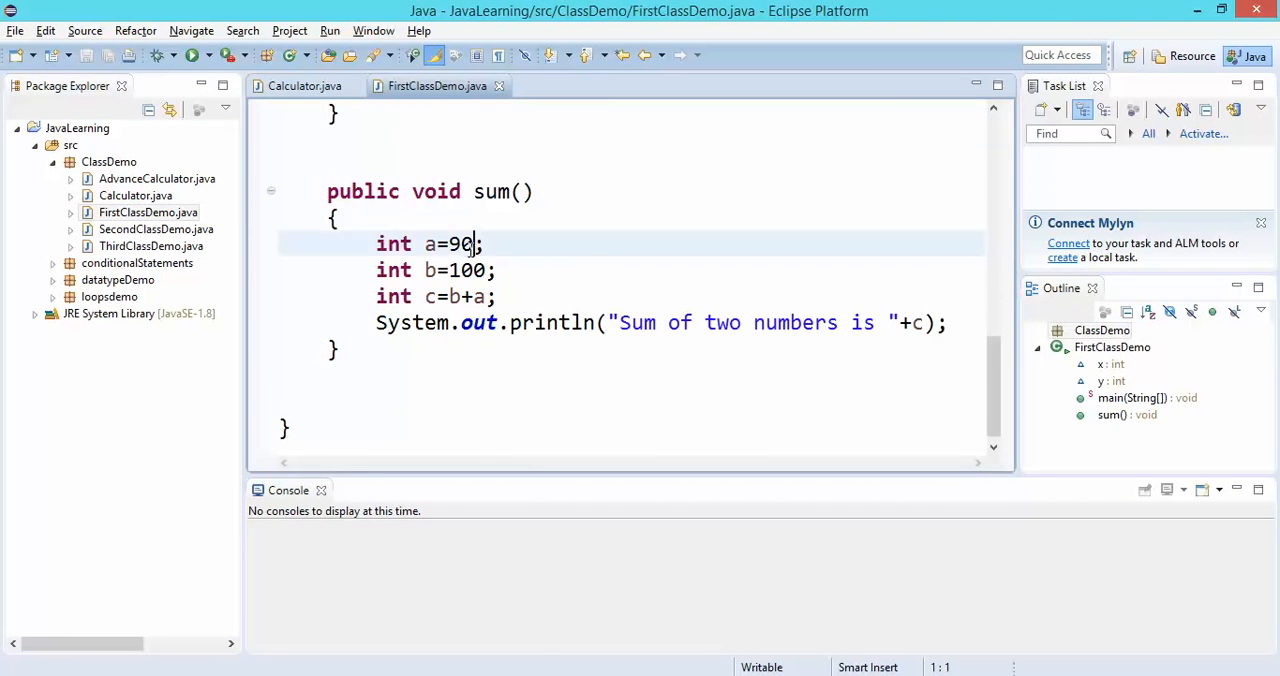 Java - JavaLearning/src/ClassDemo/FirstClassDemo.java - Eclipse Platform
File Edit Source Refactor Navigate Search Project Run Window Help
Quick Access
Resource
Java
Package Explorer
JavaLearning
src
ClassDemo
AdvanceCalculator.java
Calculator.java
FirstClassDemo.java
SecondClassDemo.java
ThirdClassDemo.java
conditionalStatements
datatypeDemo
loopsdemo
JRE System Library [JavaSE-1.8]
Calculator.java
FirstClassDemo.java
}
public void sum()
{
int a=90;
int b=100;
int c=b+a;
System.out.println("Sum of two numbers is "+c);
}
}
Task List
Find
All
Activate...
Connect Mylyn
Connect to your task and ALM tools or
create a local task.
Outline
ClassDemo
FirstClassDemo
x : int
y : int
main(String[]) : void
sum() : void
Console
No consoles to display at this time.
Writable
Smart Insert
1 : 1